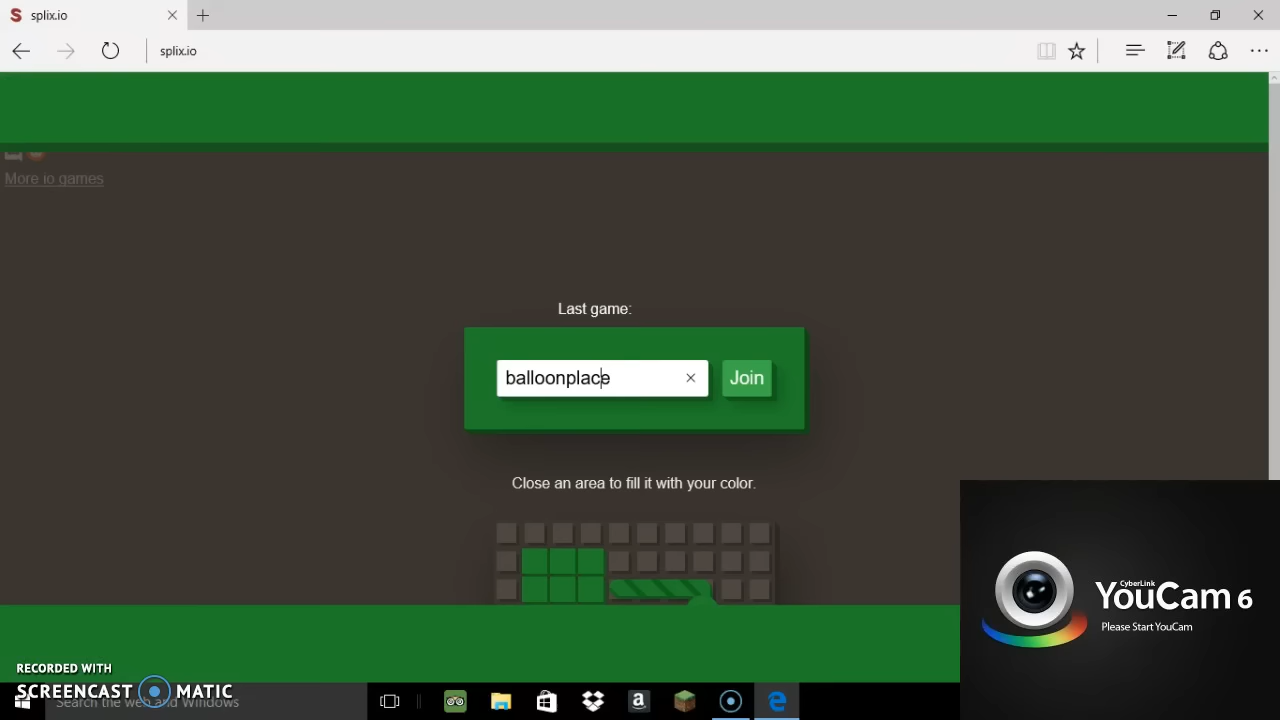 S splix.io
splix.io
More io games
Last game:
balloonplace
Join
Close an area to fill it with your color.
CyberLink
YouCam 6
Please Start YouCam
RECORDED WITH
SCREENCAST MATIC
Search the web and Windows
a